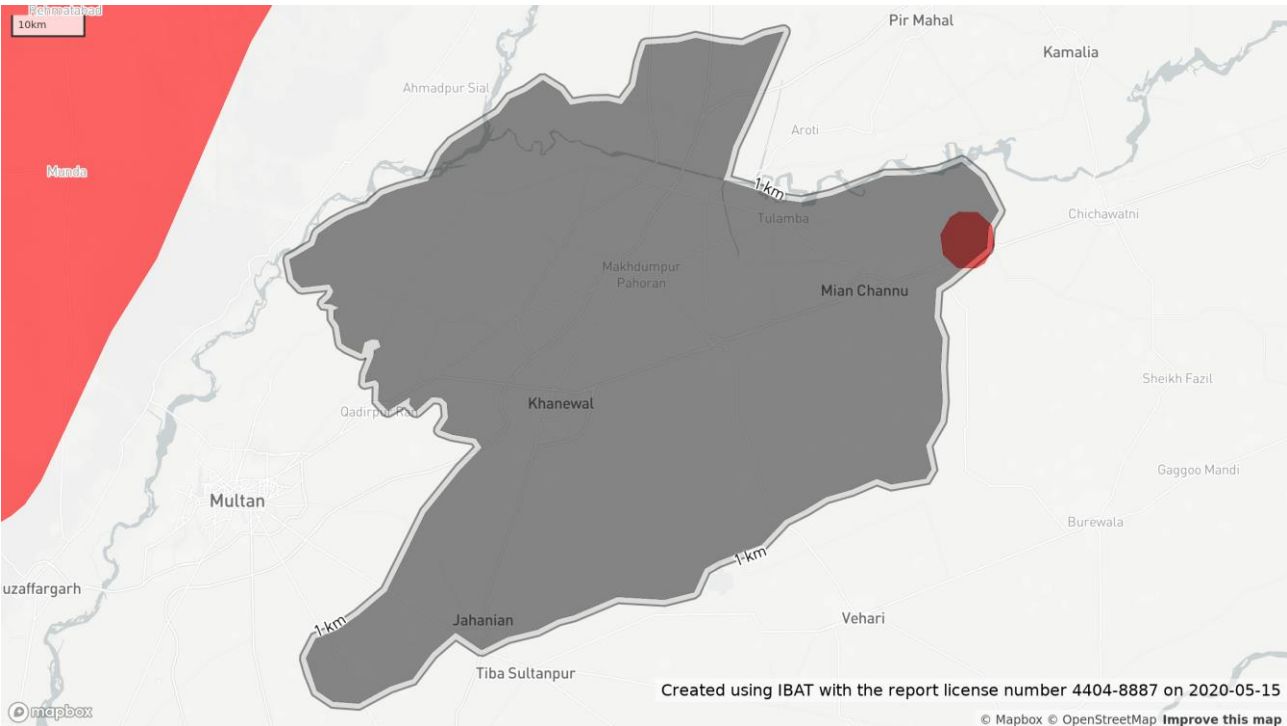 Rehmatabad
10km
Pir Mahal
Kamalia
Ahmadpur Sial
Aroti
Munda
1 km
Tulamba
Chichawatni
Makhdumpur
Pahoran
Mian Channu
Sheikh Fazil
Khanewal
Qadirpur Ran
Gaggoo Mandi
Multan
Burewala
1 km
uzaffargarh
1 km
Jahanian
Vehari
Tiba Sultanpur
Created using IBAT with the report license number 4404-8887 on 2020-05-15
mapbox
© Mapbox © OpenStreetMap Improve this map